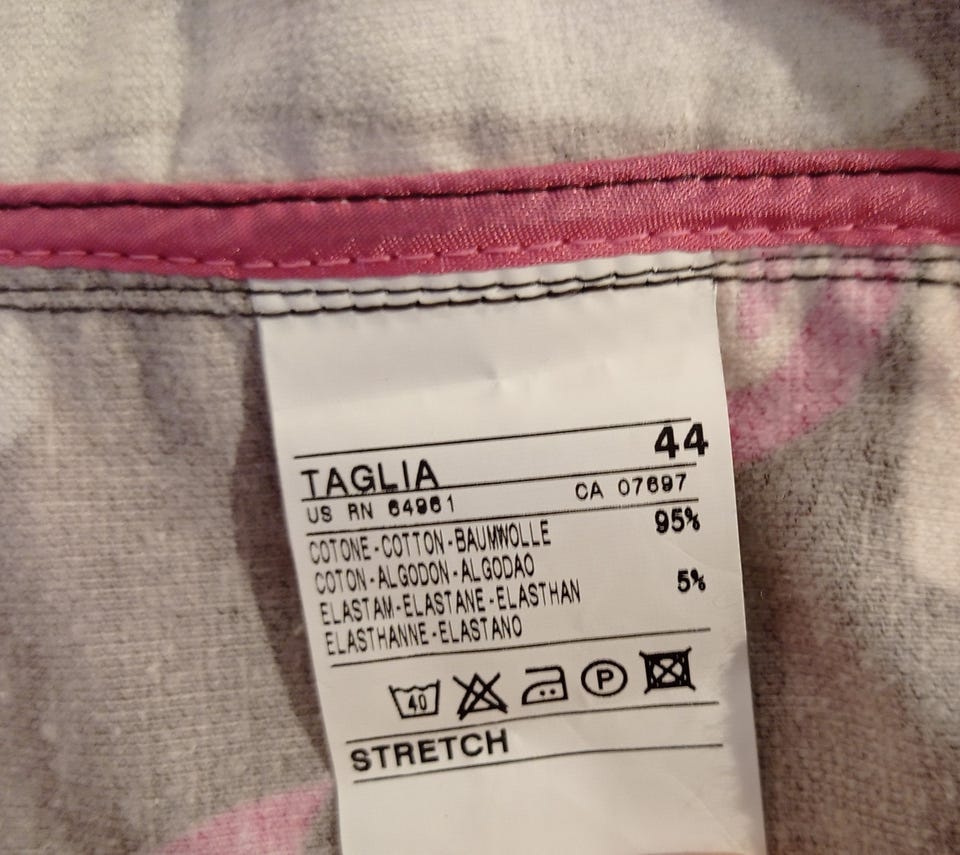 44
TAGLIA
US RN 64961 CA 07697
COTONE-COTTON-BAUMWOLLE 95%
COTON-ALGODON-ALGODAO
ELASTAM-ELASTANE-ELASTHAN 5%
ELASTHANNE-ELASTANO
40 P
STRETCH